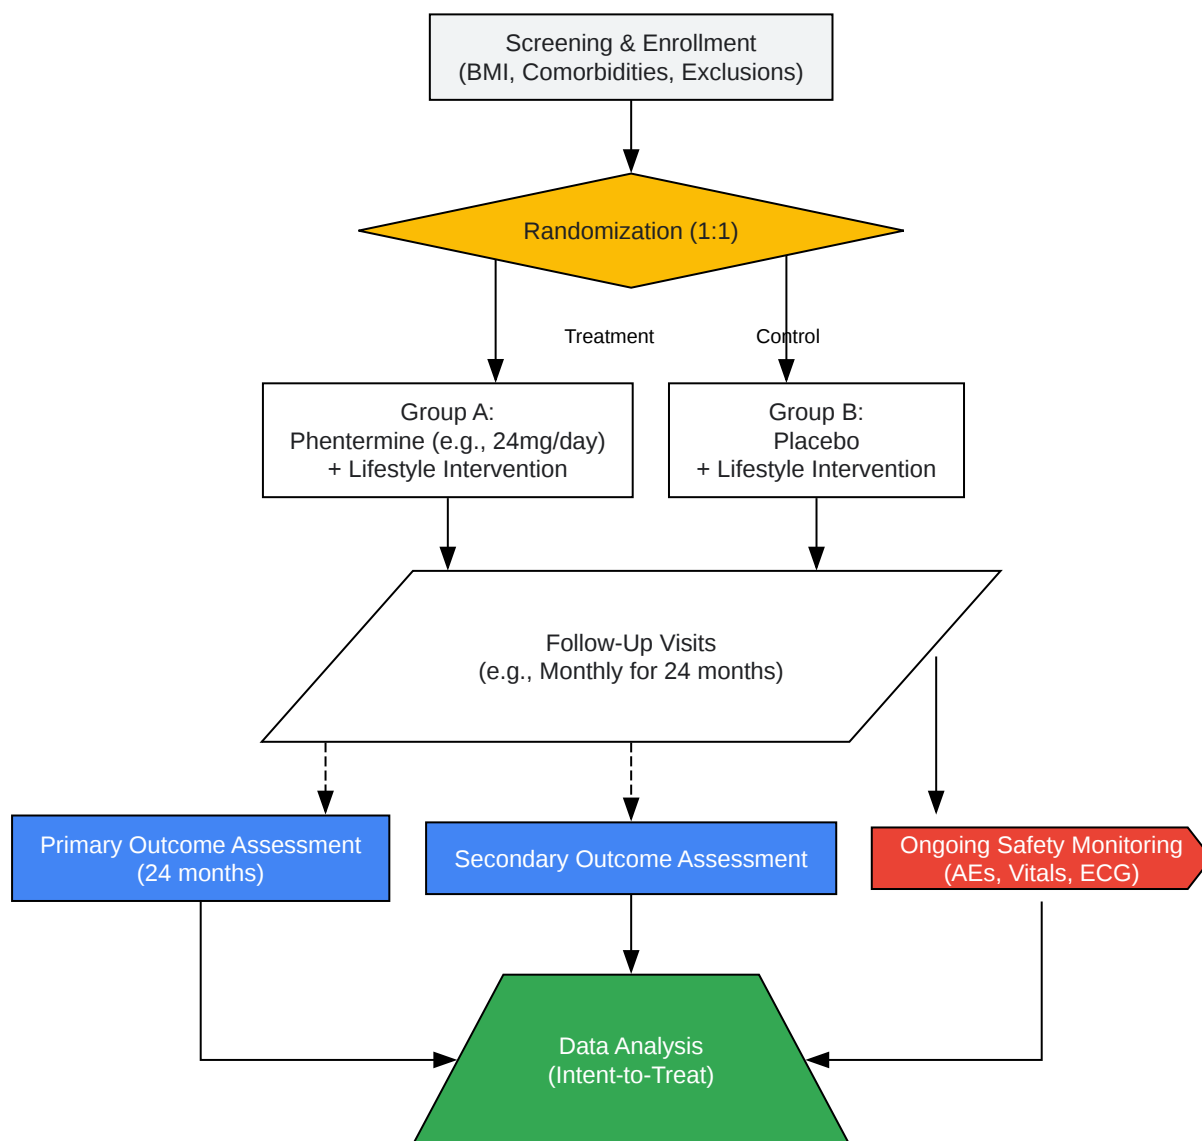 Screening & Enrollment
(BMI, Comorbidities, Exclusions)
Randomization (1:1)
Treatment
Control
Group A:
Phentermine (e.g., 24mg/day)
+ Lifestyle Intervention
Group B:
Placebo
+ Lifestyle Intervention
Follow-Up Visits
(e.g., Monthly for 24 months)
Primary Outcome Assessment
(24 months)
Secondary Outcome Assessment
Ongoing Safety Monitoring
(AEs, Vitals, ECG)
Data Analysis
(Intent-to-Treat)